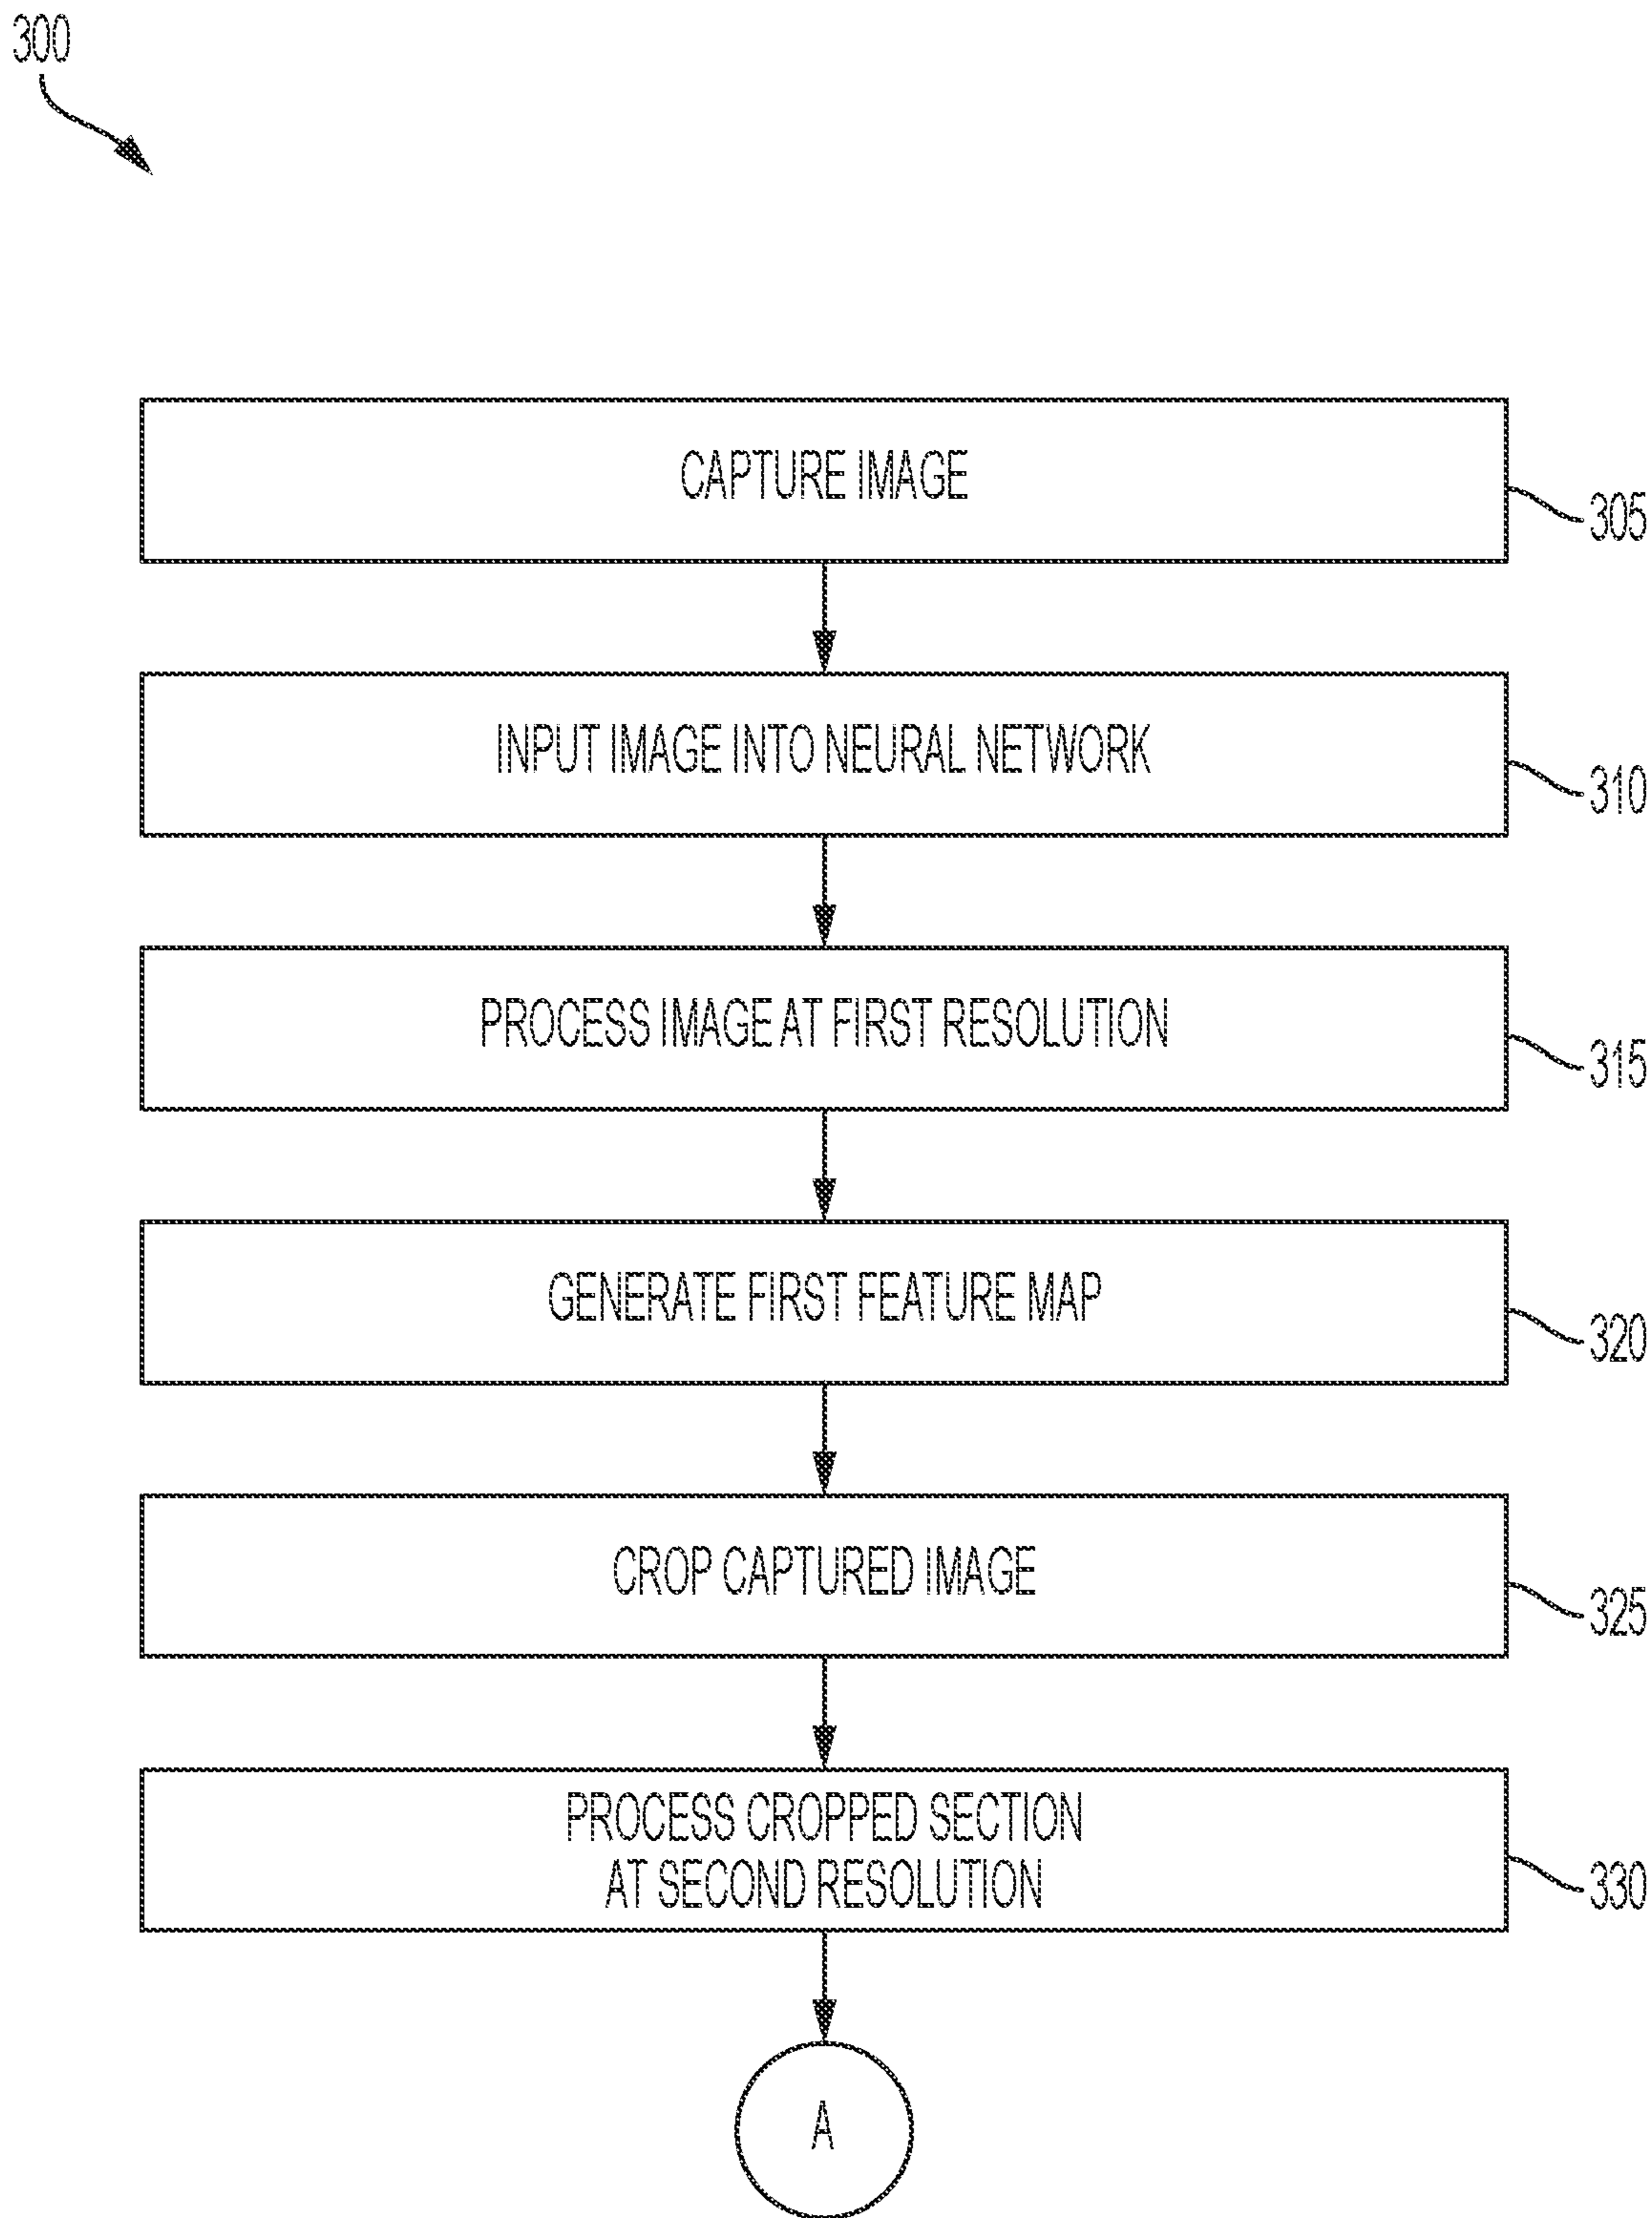 300
CAPTURE IMAGE
305
INPUT IMAGE INTO NEURAL NETWORK
310
PROCESS IMAGE AT FIRST RESOLUTION
315
GENERATE FIRST FEATURE MAP
320
CROP CAPTURED IMAGE
325
PROCESS CROPPED SECTION
AT SECOND RESOLUTION
330
A